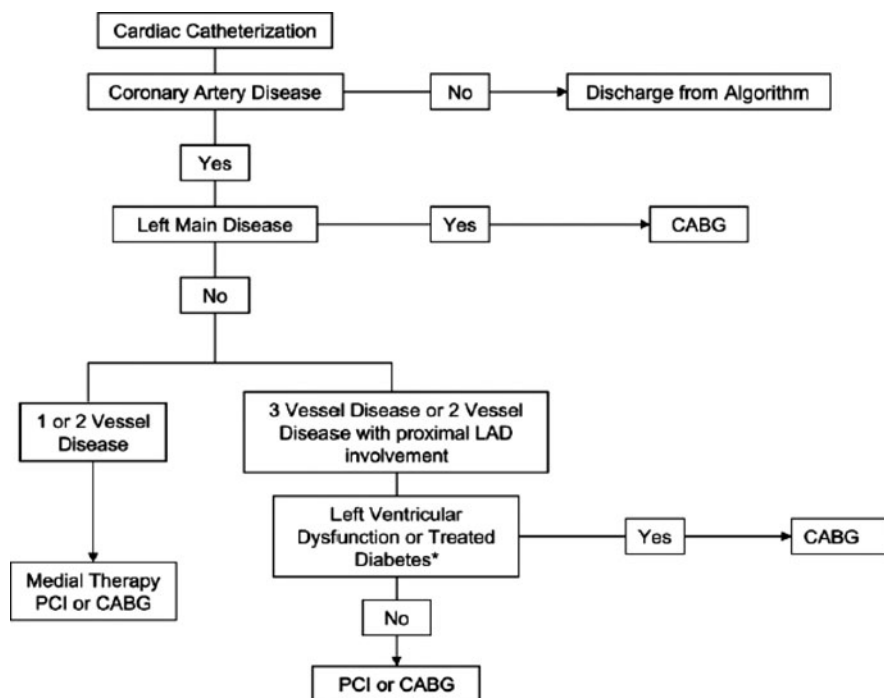 Cardiac Catheterization
Coronary Artery Disease
No
Discharge from Algorithm
Yes
Left Main Disease
Yes
CABG
No
1 or 2 Vessel
Disease
3 Vessel Disease or 2 Vessel
Disease with proximal LAD
involvement
Left Ventricular
Dysfunction or Treated
Diabetes*
Yes
CABG
Medial Therapy
PCI or CABG
No
PCI or CABG